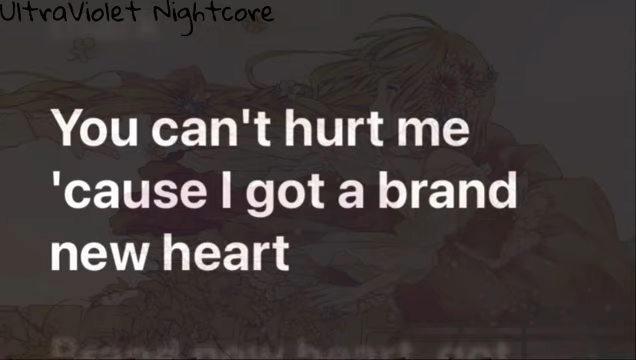 UltraViolet Nightcore
You can't hurt me
'cause I got a brand
new heart